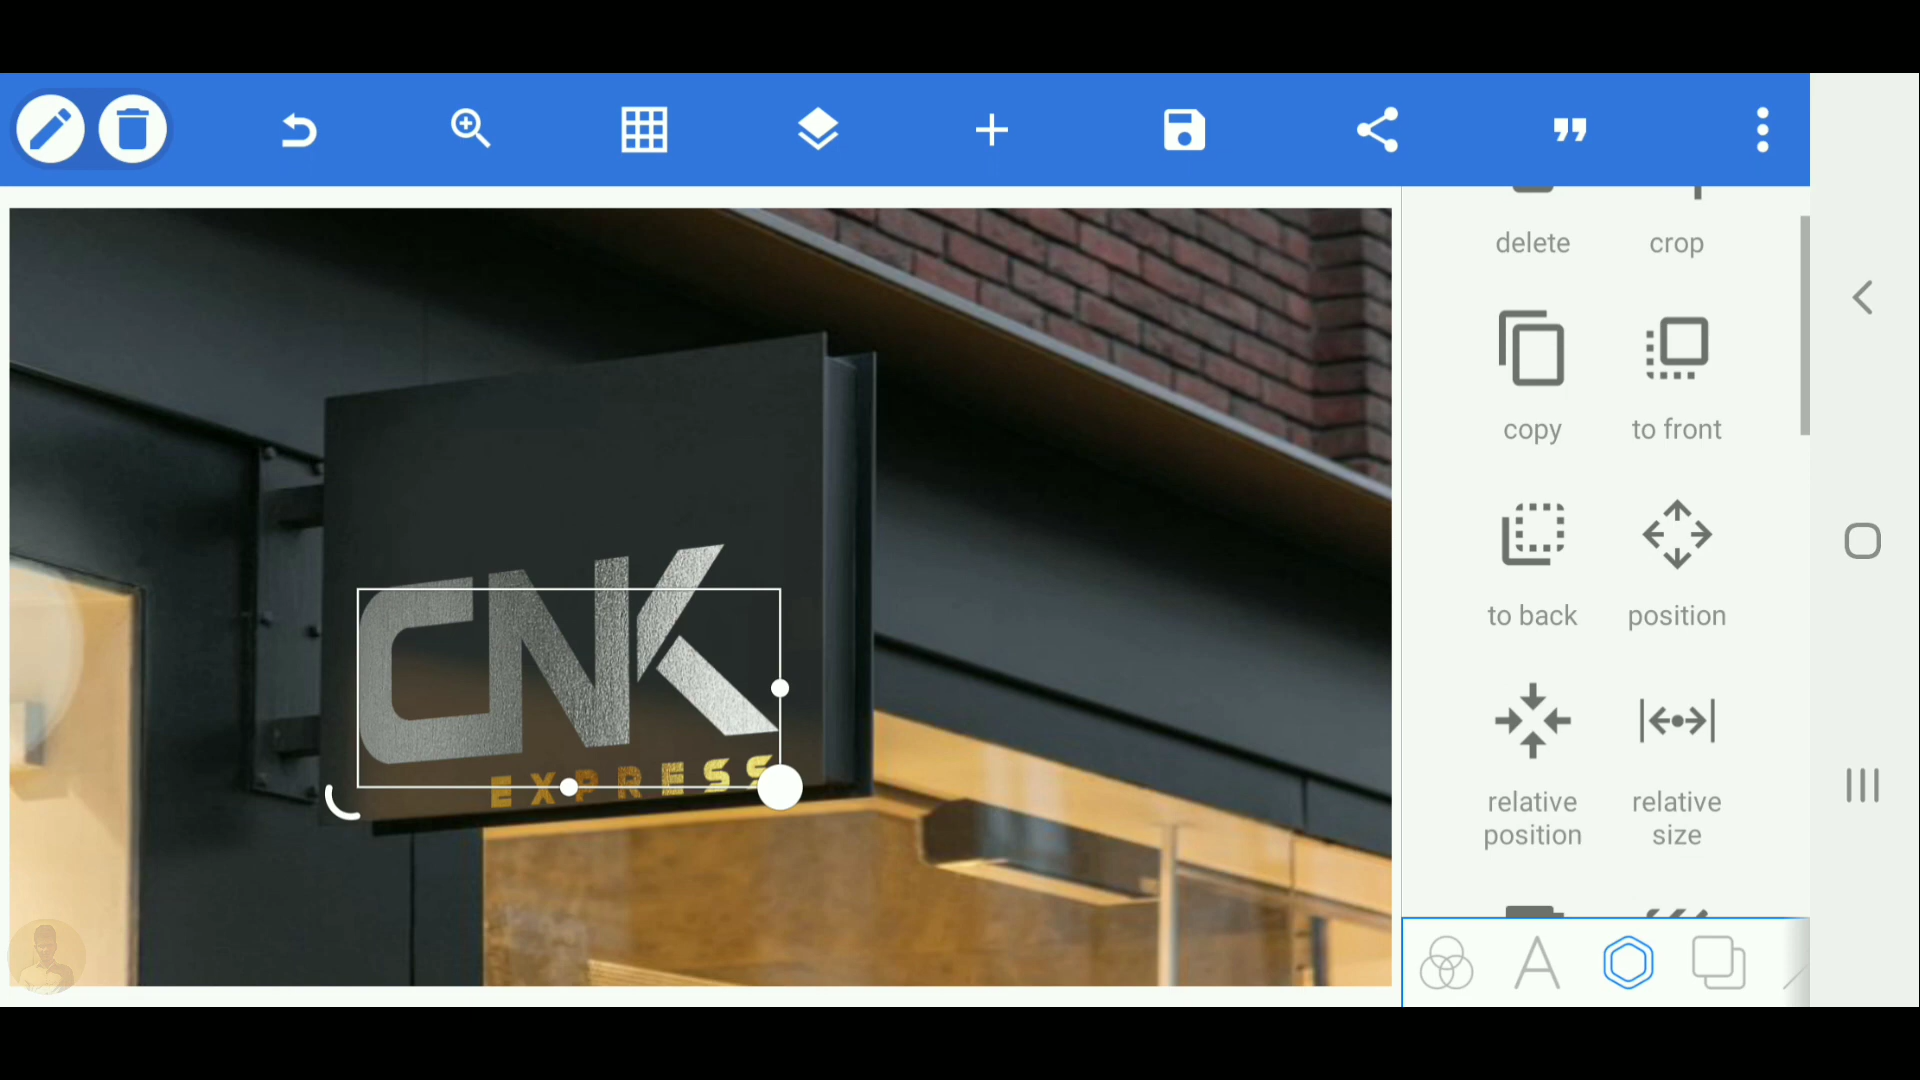 delete
crop
copy
to front
to back
position
relative position
relative size
CNK
EXPRESS